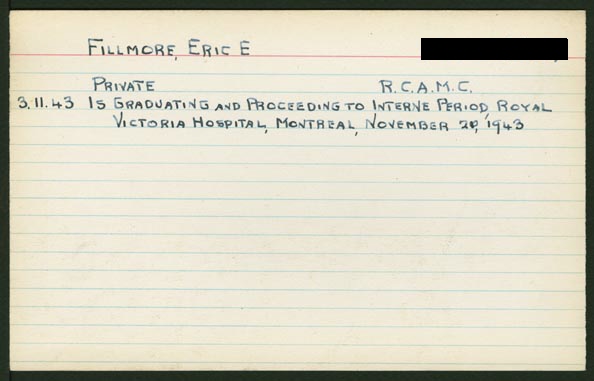 FILLMORE, ERIC E
PRIVATE R.C.A.M.C.
3.11.43 IS GRADUATING AND PROCEEDING TO INTERNE PERIOD, ROYAL
VICTORIA HOSPITAL, MONTREAL, NOVEMBER 1943